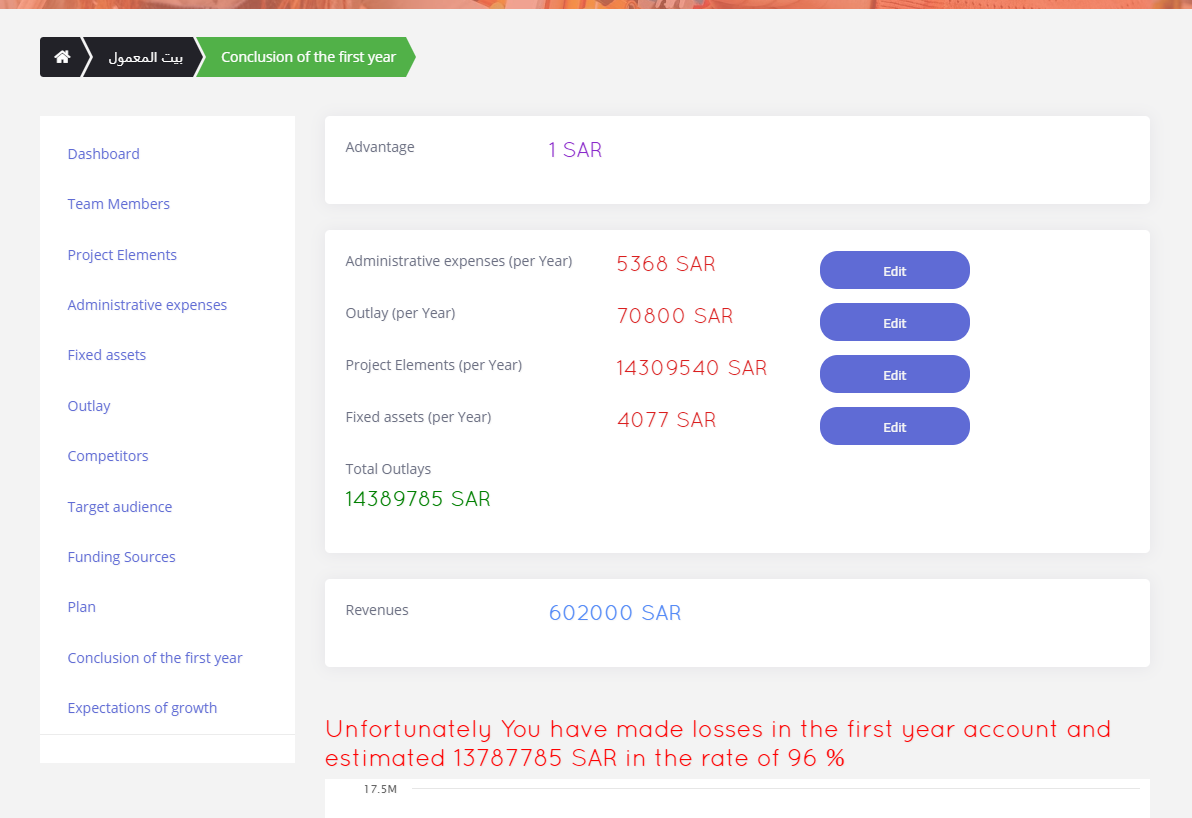 بيت المعمول
Conclusion of the first year
Dashboard
Team Members
Project Elements
Administrative expenses
Fixed assets
Outlay
Competitors
Target audience
Funding Sources
Plan
Conclusion of the first year
Expectations of growth
Advantage 1 SAR
Administrative expenses (per Year) 5368 SAR Edit
Outlay (per Year) 70800 SAR Edit
Project Elements (per Year) 14309540 SAR Edit
Fixed assets (per Year) 4077 SAR Edit
Total Outlays
14389785 SAR
Revenues 602000 SAR
Unfortunately You have made losses in the first year account and
estimated 13787785 SAR in the rate of 96 %
17.5M